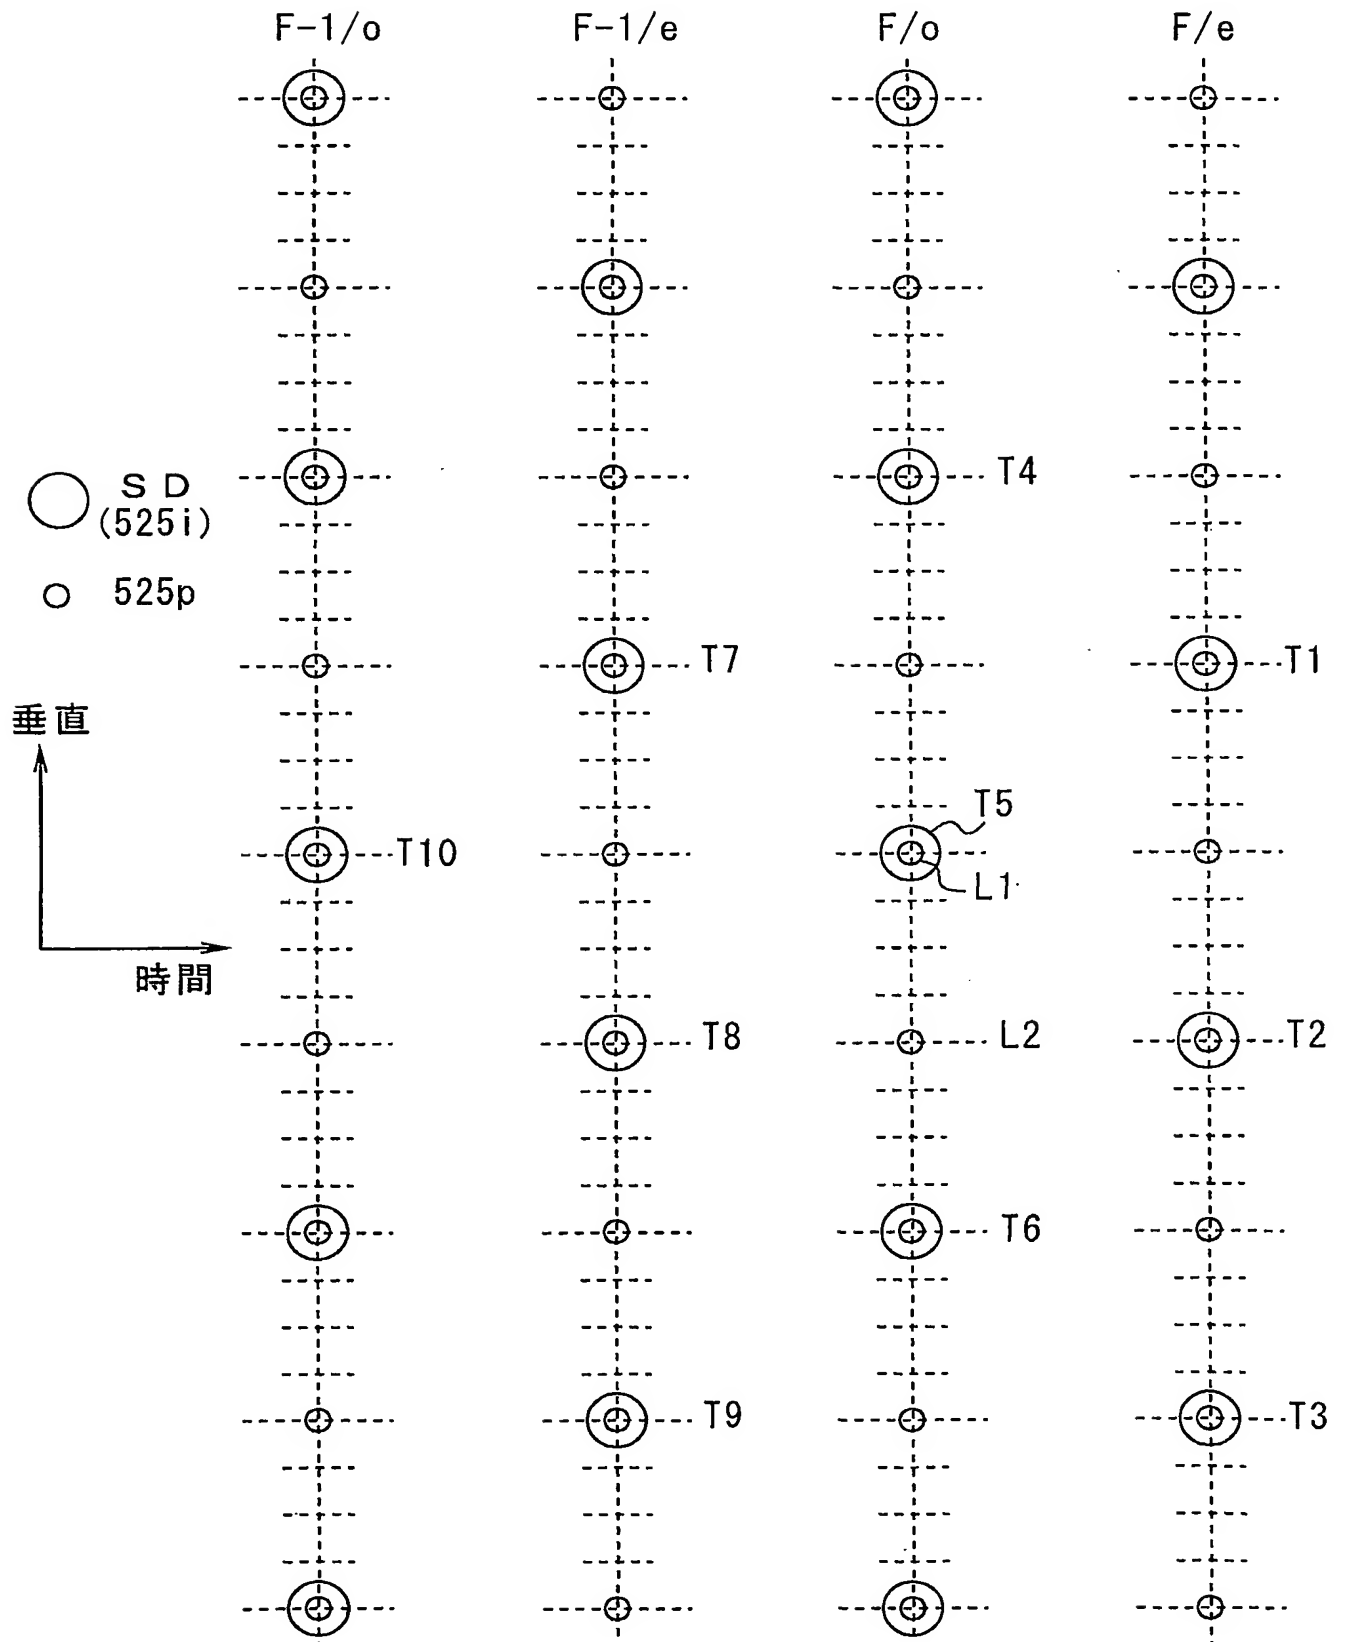 F-1/o F-1/e F/o F/e
T4
SD
(525i)
525p
T7 T1
垂直
T5
T10
L1
時間
T8 L2 T2
T6
T9 T3